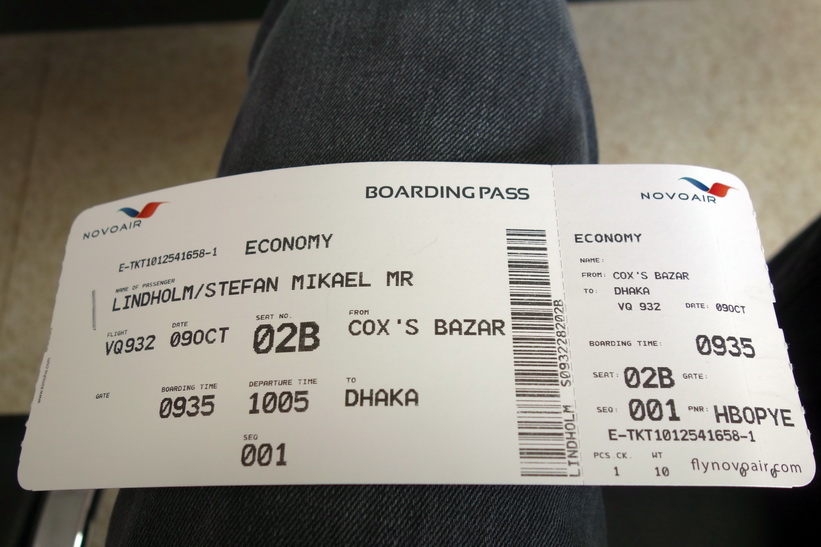 BOARDING PASS
NOVOAIR
E-TKT1012541658-1 ECONOMY
NAME OF PASSENGER
LINDHOLM/STEFAN MIKAEL MR
FLIGHT DATE SEAT NO. FROM
VQ932 09OCT 02B COX'S BAZAR
GATE BOARDING TIME DEPARTURE TIME TO
0935 1005 DHAKA
SEQ
001
LINDHOLM S0932282028
NOVOAIR
ECONOMY
NAME:
FROM: COX'S BAZAR
TO: DHAKA
VQ 932 DATE: 09OCT
BOARDING TIME: 0935
SEAT: 02B GATE:
SEQ: 001 PNR: HBOPYE
E-TKT1012541658-1
PCS.CK. WT
1 10
flynovoair.com